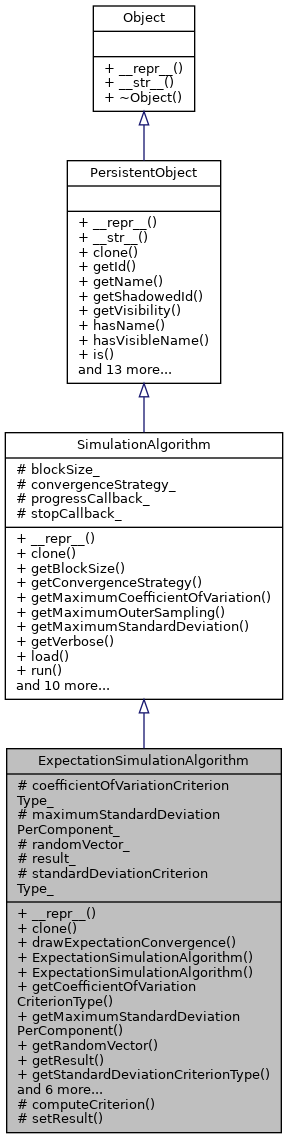 Object
+ __repr__()
+ __str__()
+ ~Object()
PersistentObject
+ __repr__()
+ __str__()
+ clone()
+ getId()
+ getName()
+ getShadowedId()
+ getVisibility()
+ hasName()
+ hasVisibleName()
+ is()
and 13 more...
SimulationAlgorithm
# blockSize_
# convergenceStrategy_
# progressCallback_
# stopCallback_
+ __repr__()
+ clone()
+ getBlockSize()
+ getConvergenceStrategy()
+ getMaximumCoefficientOfVariation()
+ getMaximumOuterSampling()
+ getMaximumStandardDeviation()
+ getVerbose()
+ load()
+ run()
and 10 more...
ExpectationSimulationAlgorithm
# coefficientOfVariationCriterion
Type_
# maximumStandardDeviation
PerComponent_
# randomVector_
# result_
# standardDeviationCriterion
Type_
+ __repr__()
+ clone()
+ drawExpectationConvergence()
+ ExpectationSimulationAlgorithm()
+ ExpectationSimulationAlgorithm()
+ getCoefficientOfVariation
CriterionType()
+ getMaximumStandardDeviation
PerComponent()
+ getRandomVector()
+ getResult()
+ getStandardDeviationCriterionType()
and 6 more...
# computeCriterion()
# setResult()